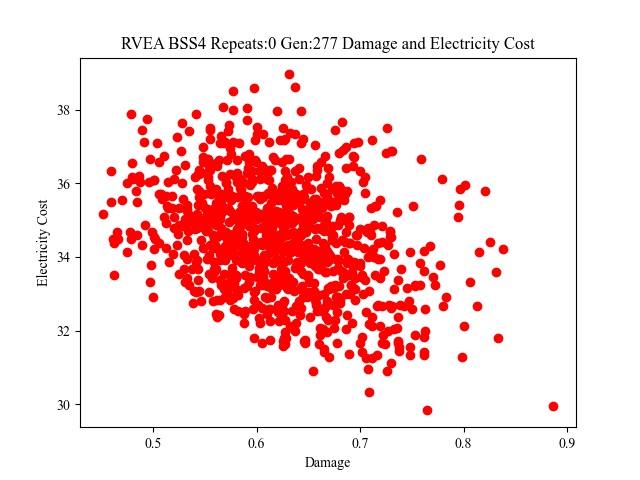 RVEA BSS4 Repeats:0 Gen:277 Damage and Electricity Cost
38
36
34
32
30
Electricity Cost
0.5 0.6 0.7 0.8 0.9
Damage